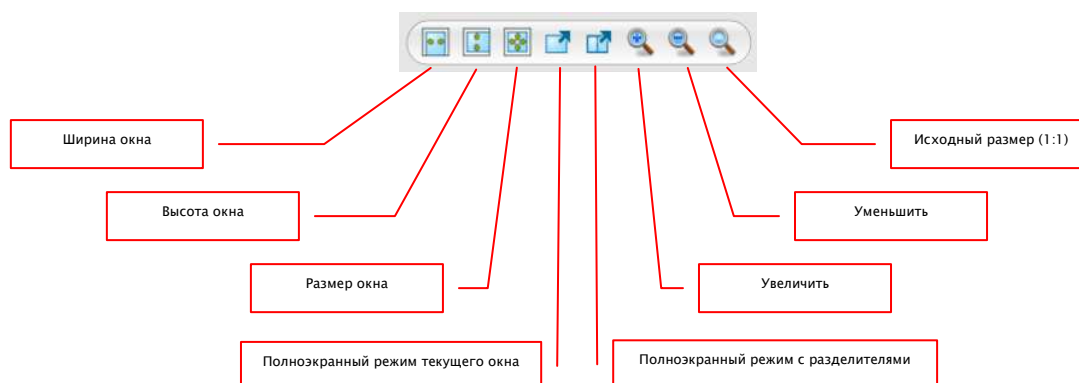 Ширина окна
Исходный размер (1:1)
Высота окна
Уменьшить
Размер окна
Увеличить
Полноэкранный режим текущего окна
Полноэкранный режим с разделителями